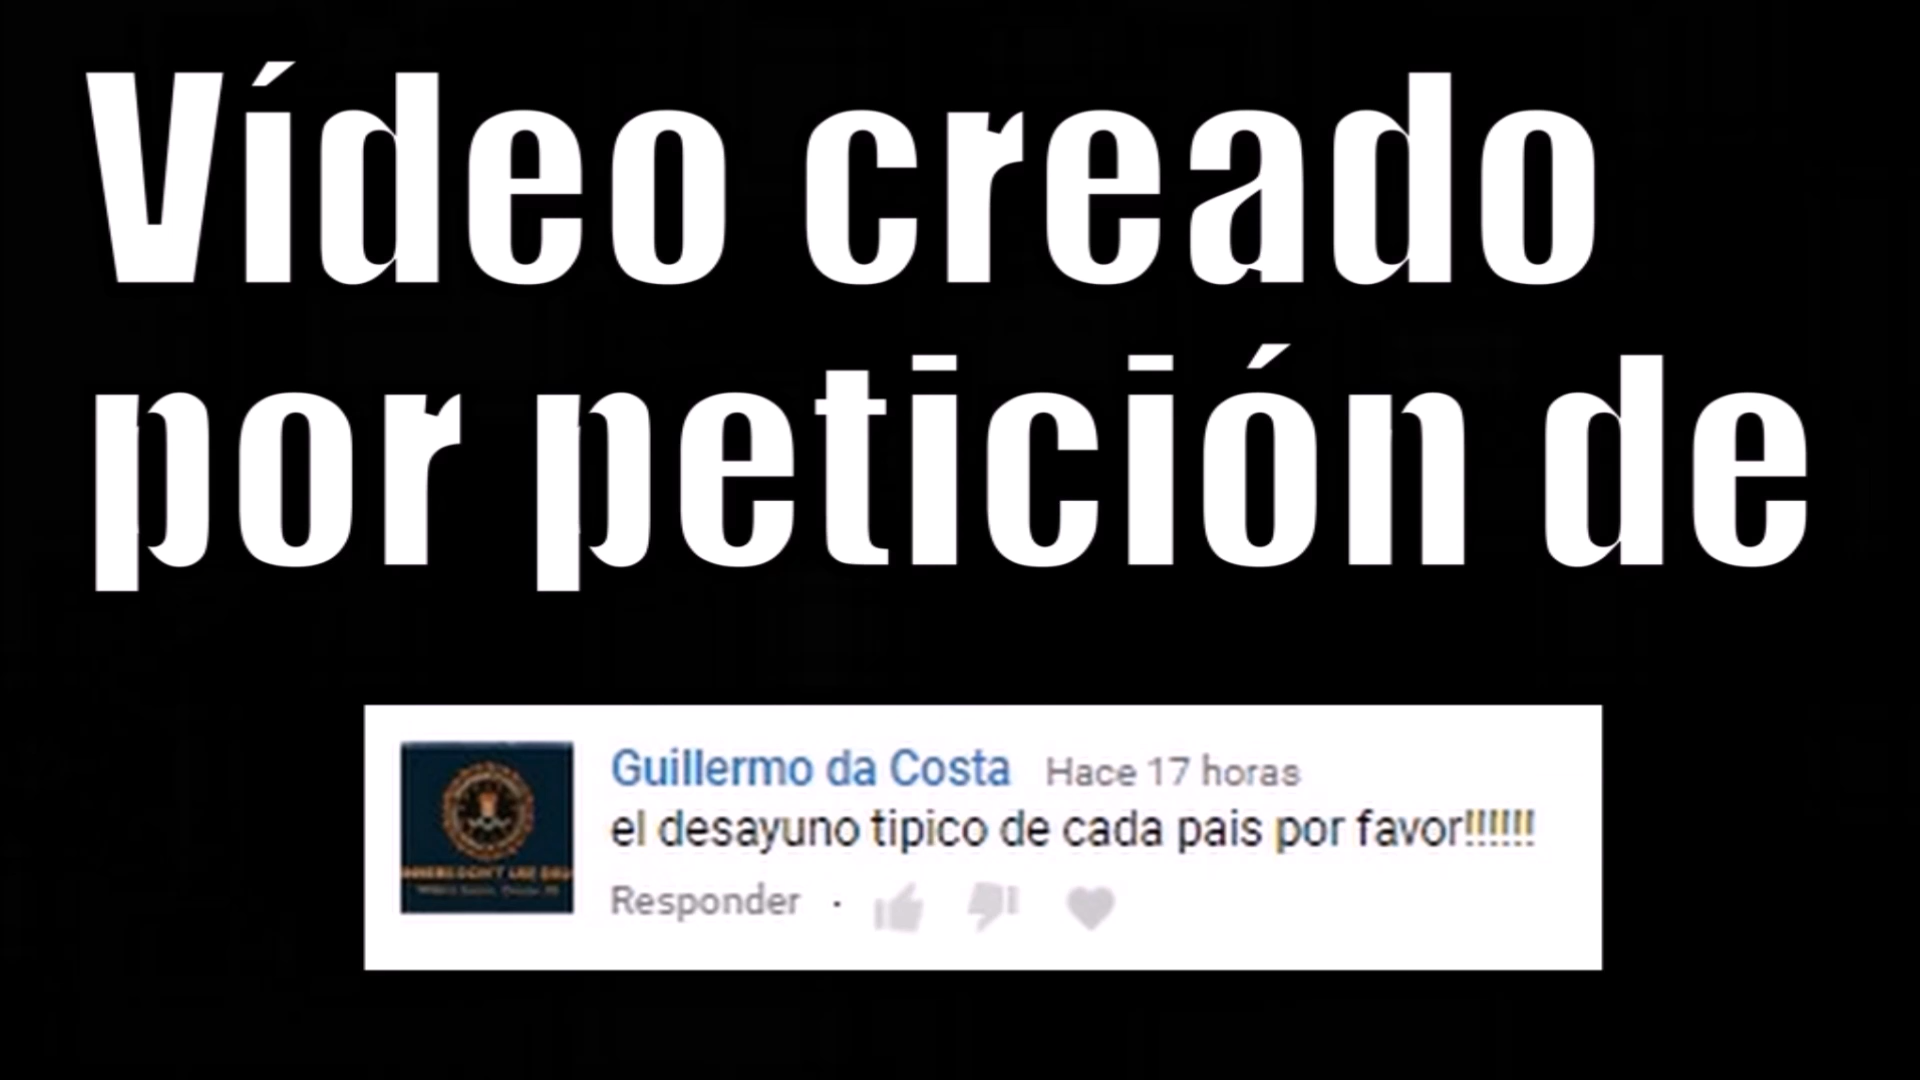 Vídeo creado
por petición de
Guillermo da Costa Hace 17 horas
el desayuno tipico de cada pais por favor!!!!!!
Responder ·